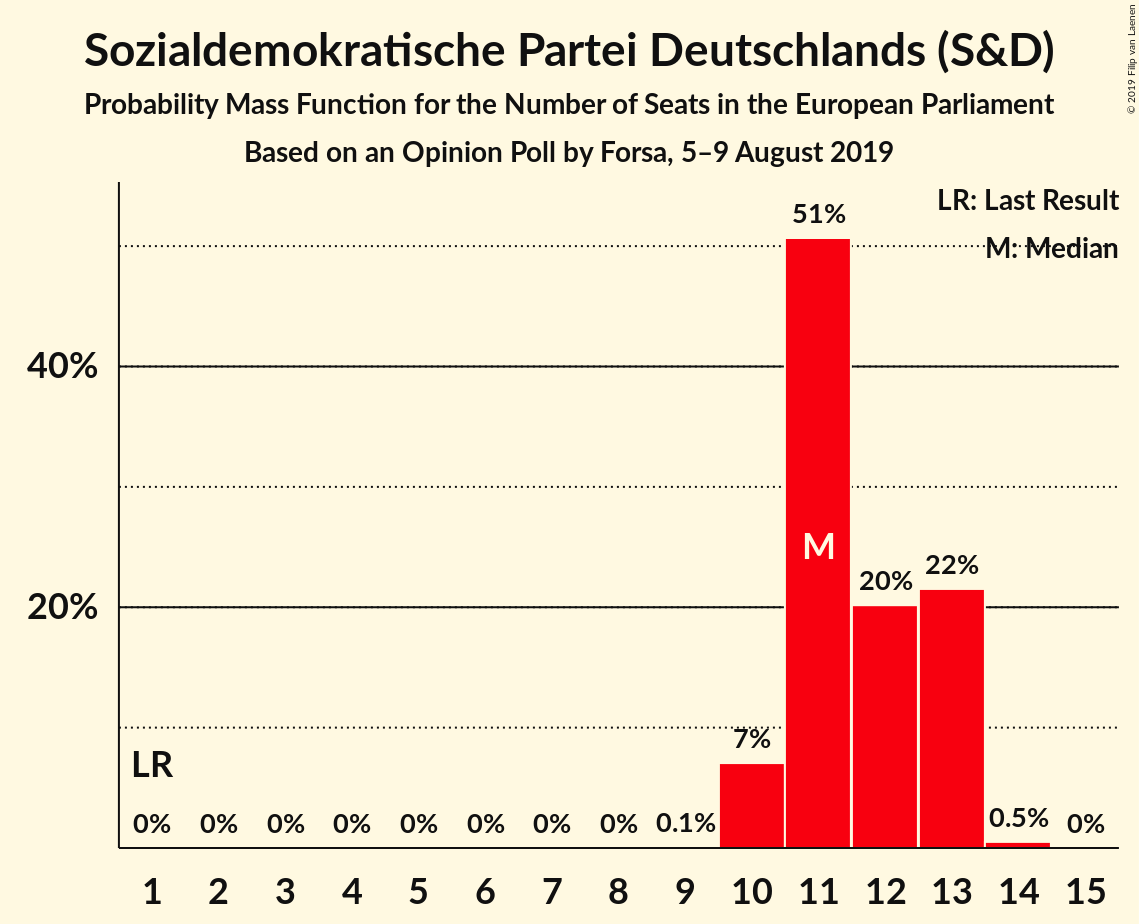 Sozialdemokratische Partei Deutschlands (S&D)
Probability Mass Function for the Number of Seats in the European Parliament
Based on an Opinion Poll by Forsa, 5–9 August 2019
© 2019 Filip van Laenen
LR: Last Result
M: Median
51%
40%
M
22%
20%
20%
7%
LR
0% 0% 0% 0% 0% 0% 0% 0% 0.1% 0.5% 0%
1 2 3 4 5 6 7 8 9 10 11 12 13 14 15